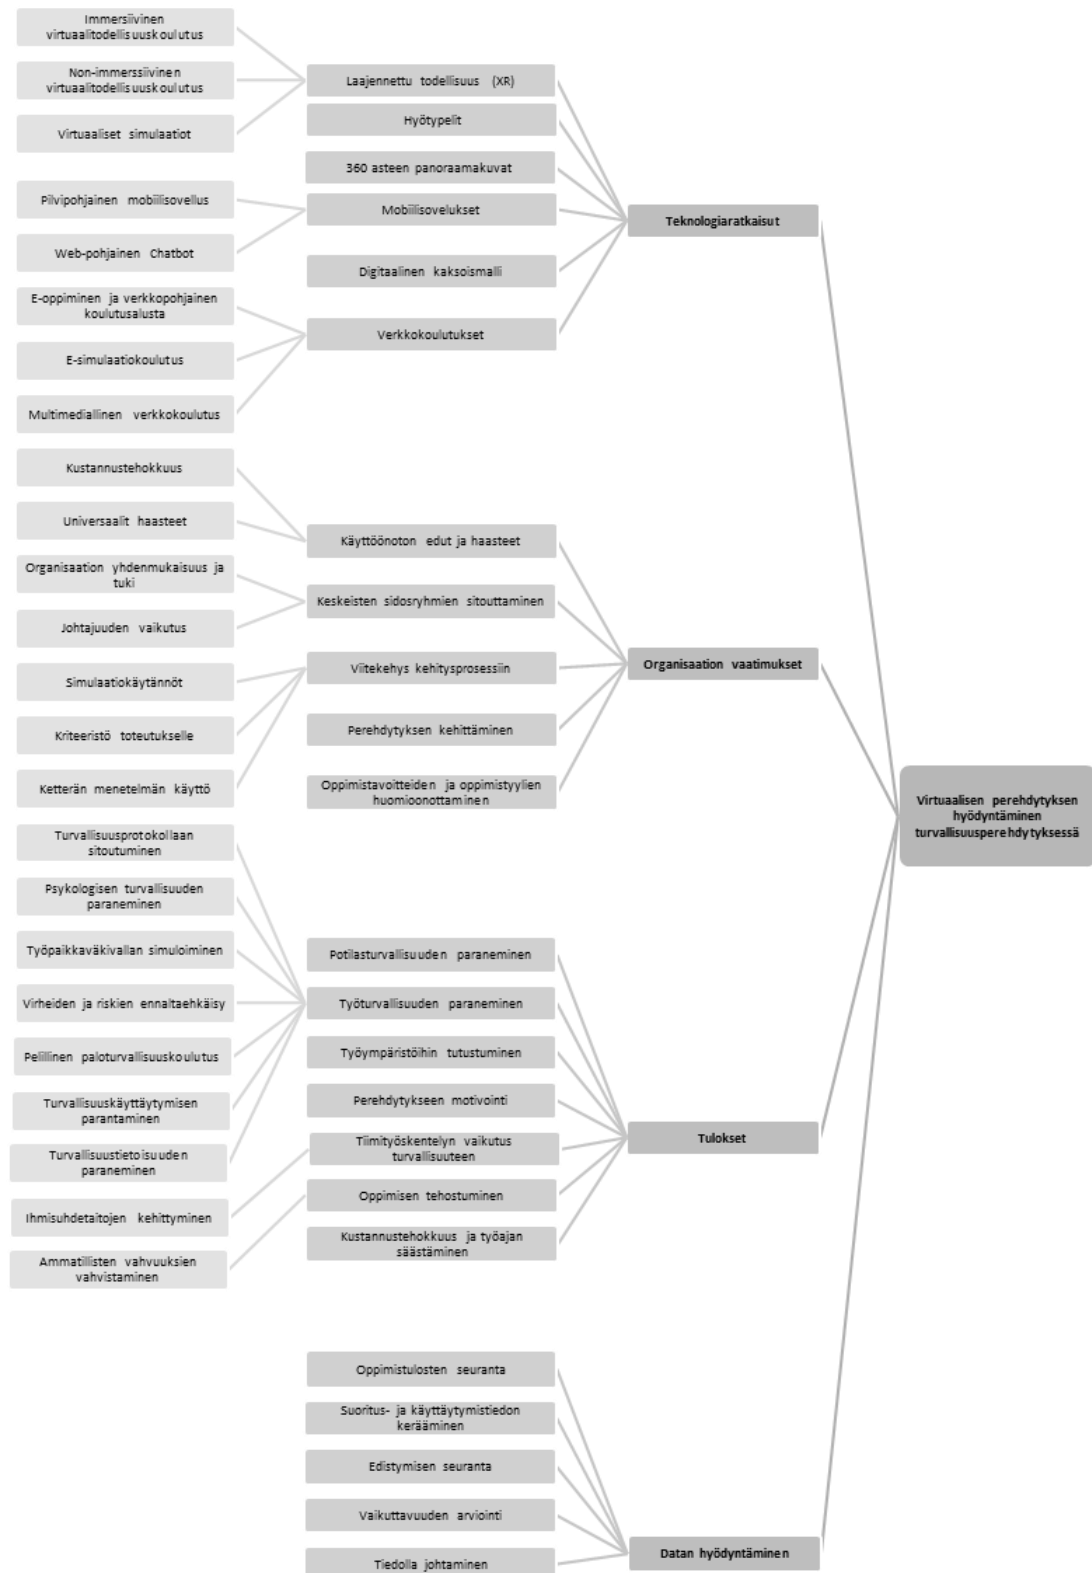 Immersiivinen
virtuaalitodellisuuskoulutus
Non-immerssiivinen
virtuaalitodellisuuskoulutus
Virtuaaliset simulaatiot
Pilvipohjainen mobiilisovellus
Web-pohjainen Chatbot
E-oppiminen ja verkkopohjainen
koulutusalusta
E-simulaatiokoulutus
Multimediallinen verkkokoulutus
Kustannustehokkuus
Universaalit haasteet
Organisaation yhdenmukaisuus ja
tuki
Johtajuuden vaikutus
Simulaatiokäytännöt
Kriteeristö toteutukselle
Ketterän menetelmän käyttö
Turvallisuusprotokollaan
sitoutuminen
Psykologisen turvallisuuden
paraneminen
Työpaikkaväkivallan simuloiminen
Virheiden ja riskien ennaltaehkäisy
Pelillinen paloturvallisuuskoulutus
Turvallisuuskäyttäytymisen
parantaminen
Turvallisuustietoisuuden
paraneminen
Ihmisuhdetaitojen kehittyminen
Ammatillisten vahvuuksien
vahvistaminen
Laajennettu todellisuus (XR)
Hyötypelit
360 asteen panoraamakuvat
Mobiilisovelukset
Digitaalinen kaksoismalli
Verkkokoulutukset
Käyttöönoton edut ja haasteet
Keskeisten sidosryhmien sitouttaminen
Viitekehys kehitysprosessiin
Perehdytyksen kehittäminen
Oppimistavoitteiden ja oppimistyylien
huomioonottaminen
Potilasturvallisuuden paraneminen
Työturvallisuuden paraneminen
Työympäristöihin tutustuminen
Perehdytykseen motivointi
Tiimityöskentelyn vaikutus
turvallisuuteen
Oppimisen tehostuminen
Kustannustehokkuus ja työajan
säästäminen
Oppimistulosten seuranta
Suoritus- ja käyttäytymistiedon
kerääminen
Edistymisen seuranta
Vaikuttavuuden arviointi
Tiedolla johtaminen
Teknologiaratkaisut
Organisaation vaatimukset
Tulokset
Datan hyödyntäminen
Virtuaalisen perehdytyksen
hyödyntäminen
turvallisuusperehdytyksessä